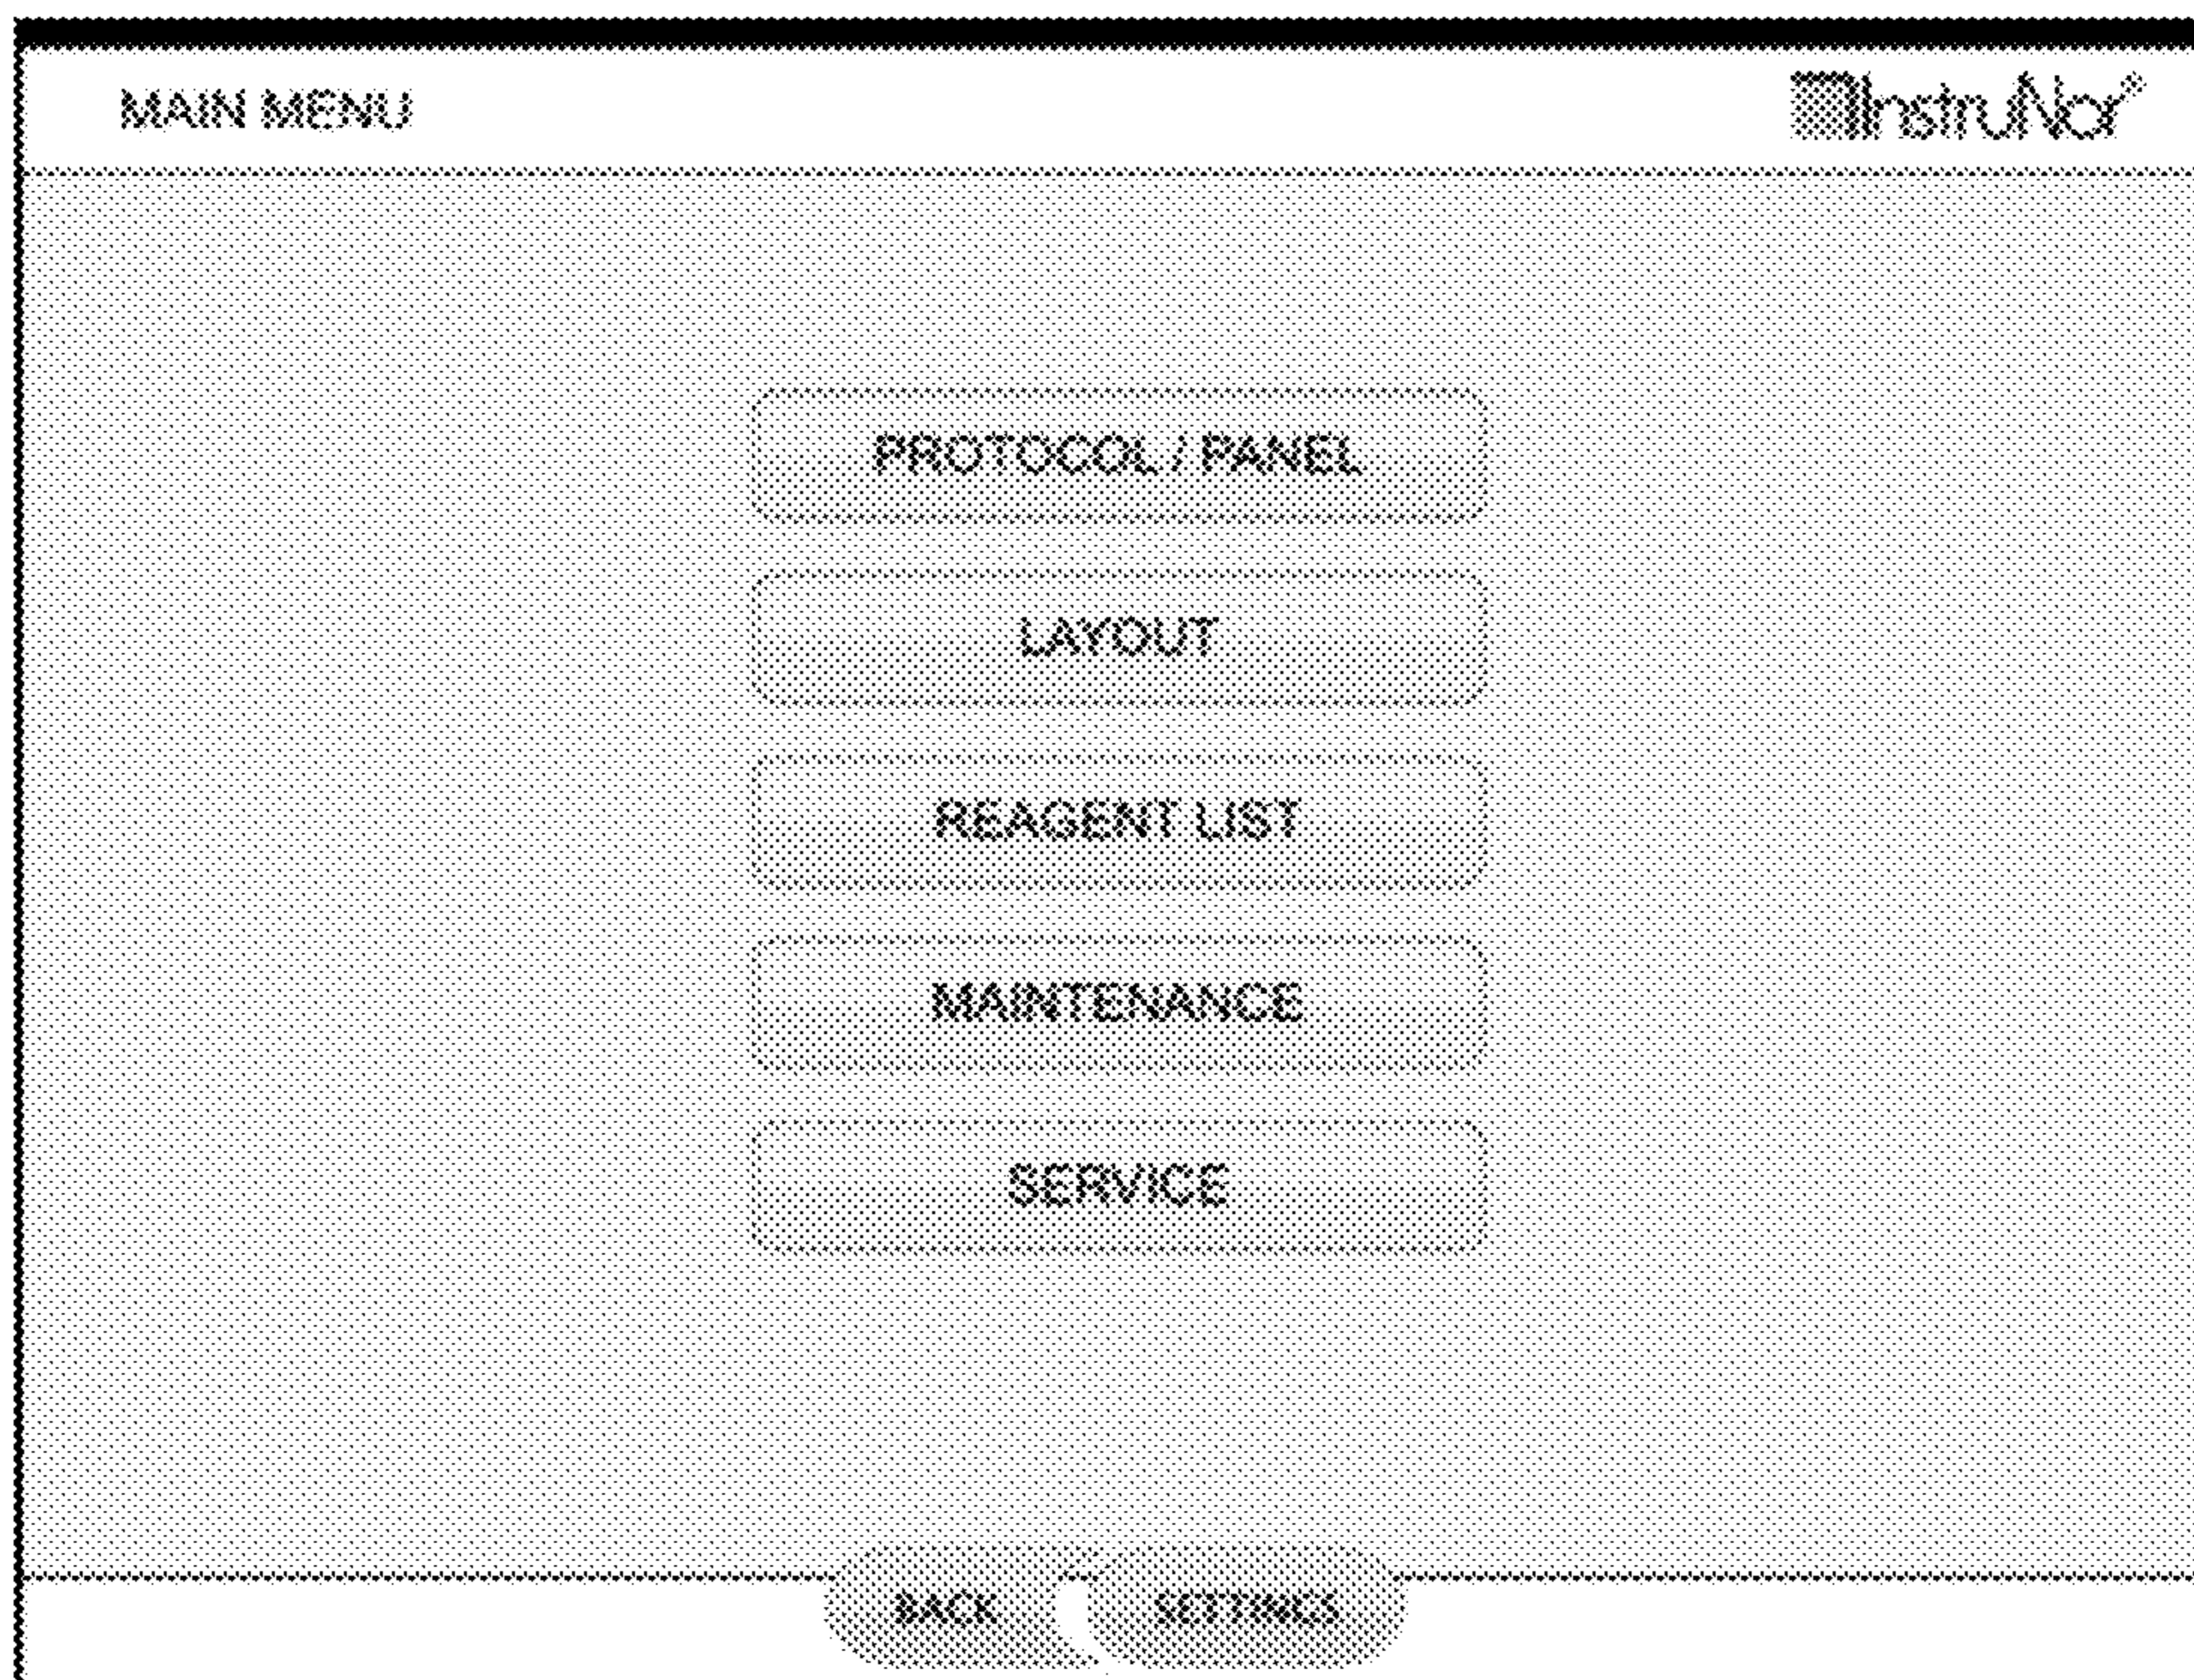 MAIN MENU
InstruNor®
PROTOCOL / PANEL
LAYOUT
REAGENT LIST
MAINTENANCE
SERVICE
BACK
SETTINGS